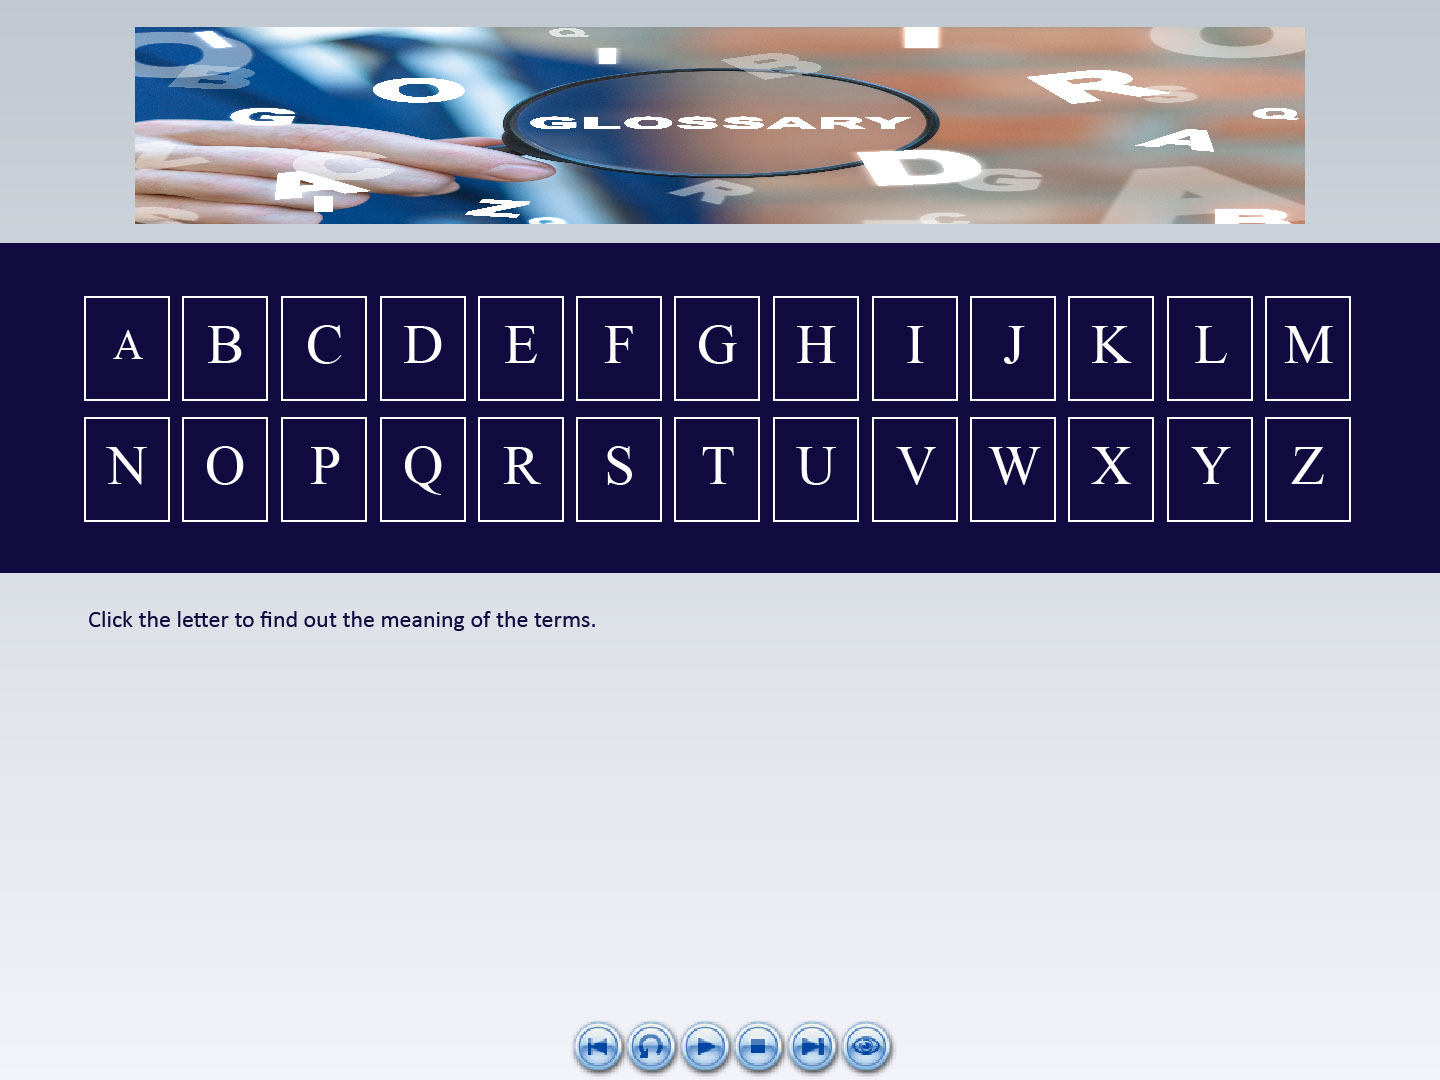 GLOSSARY
A B C D E F G H I J K L M
N O P Q R S T U V W X Y Z
Click the letter to find out the meaning of the terms.